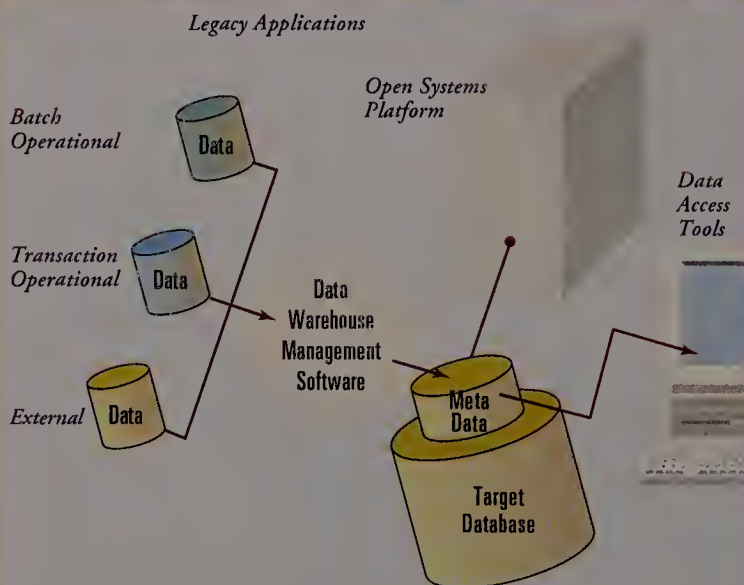 Legacy Applications
Batch
Operational
Data
Open Systems
Platform
Data
Access
Tools
Transaction
Operational
Data
Data
Warehouse
Management
Software
External
Data
Meta
Data
Target
Database